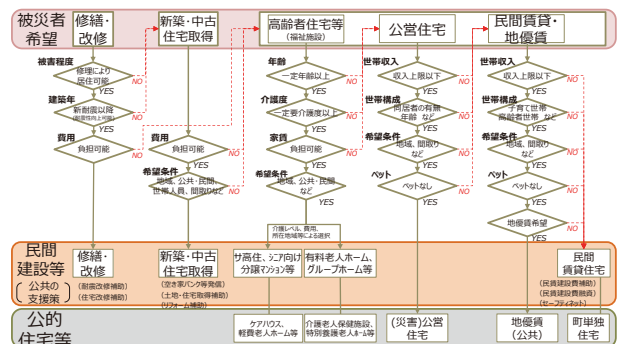 被災者
希望
修繕・
改修
新築・中古
住宅取得
高齢者住宅等
(福祉施設)
公営住宅
民間賃貸・
地優賃
被害程度
修理により
居住可能
NO
YES
建築年
新耐震以降
(耐震性向上可能)
NO
YES
費用
負担可能
NO
YES
費用
負担可能
NO
YES
希望条件
地域、公共・民間、
世帯人員、間取りなど
NO
YES
年齢
一定年齢以上
NO
YES
介護度
一定要介護度以上
NO
YES
家賃
負担可能
NO
YES
希望条件
地域、公共・民間
など
NO
YES
介護レベル、費用、
所在地域等による選択
世帯収入
収入上限以下
NO
YES
世帯構成
同居者の有無
年齢 など
NO
YES
希望条件
地域、間取り
など
NO
YES
ペット
ペットなし
NO
YES
世帯収入
収入上限以下
NO
YES
世帯構成
子育て世帯
高齢者世帯 など
NO
YES
希望条件
地域、間取り
など
NO
YES
ペット
ペットなし
NO
YES
地優賃希望
NO
YES
民間
建設等
公共の
支援策
修繕・
改修
(耐震改修補助)
(住宅改修補助)
新築・中古
住宅取得
(空き家バンク等発信)
(土地・住宅取得補助)
(リフォーム補助)
サ高住、シニア向け
分譲マンション等
有料老人ホーム、
グループホーム等
民間
賃貸住宅
(民賃建設費補助)
(民賃建設費融資)
(セーフティネット)
公的
住宅等
ケアハウス、
軽費老人ホーム等
介護老人保健施設、
特別養護老人ホーム等
(災害)公営
住宅
地優賃
(公共)
町単独
住宅